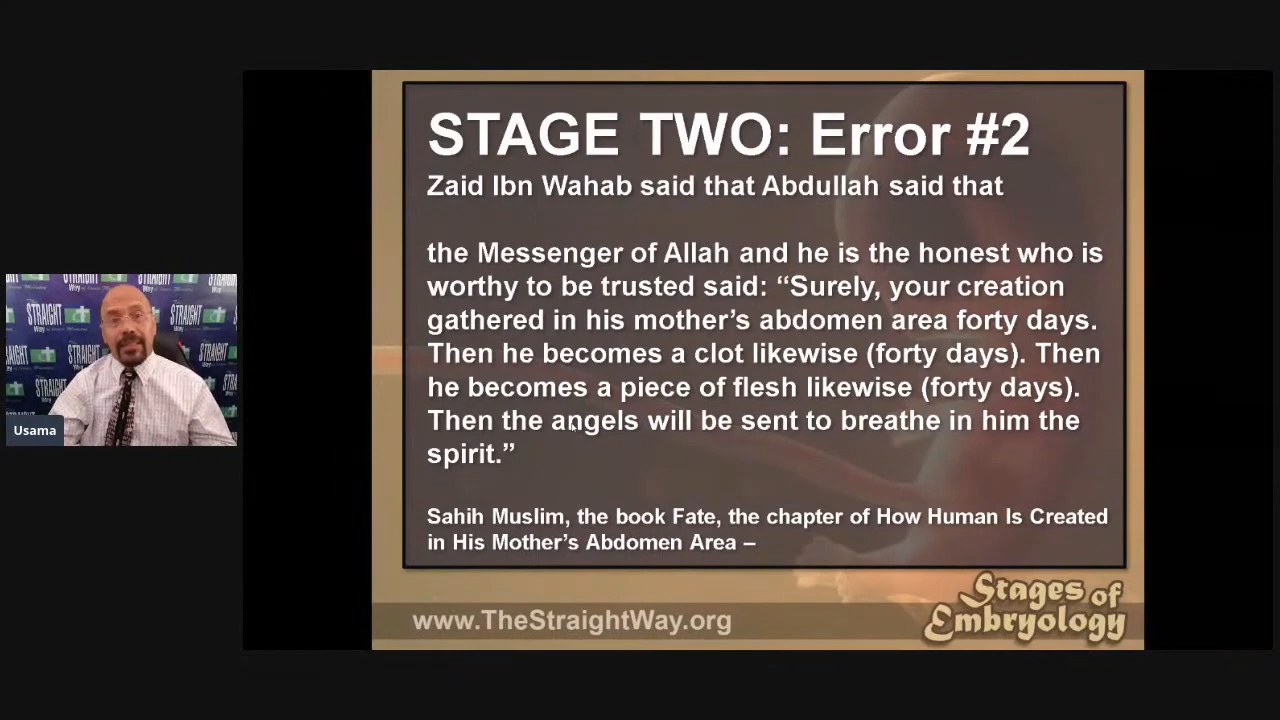 STAGE TWO: Error #2
Zaid Ibn Wahab said that Abdullah said that
the Messenger of Allah and he is the honest who is
worthy to be trusted said: “Surely, your creation
gathered in his mother’s abdomen area forty days.
Then he becomes a clot likewise (forty days). Then
he becomes a piece of flesh likewise (forty days).
Then the angels will be sent to breathe in him the
spirit.”
Sahih Muslim, the book Fate, the chapter of How Human Is Created
in His Mother’s Abdomen Area –
www.TheStraightWay.org
Stages of
Embryology
STRAIGHT
Way
Usama